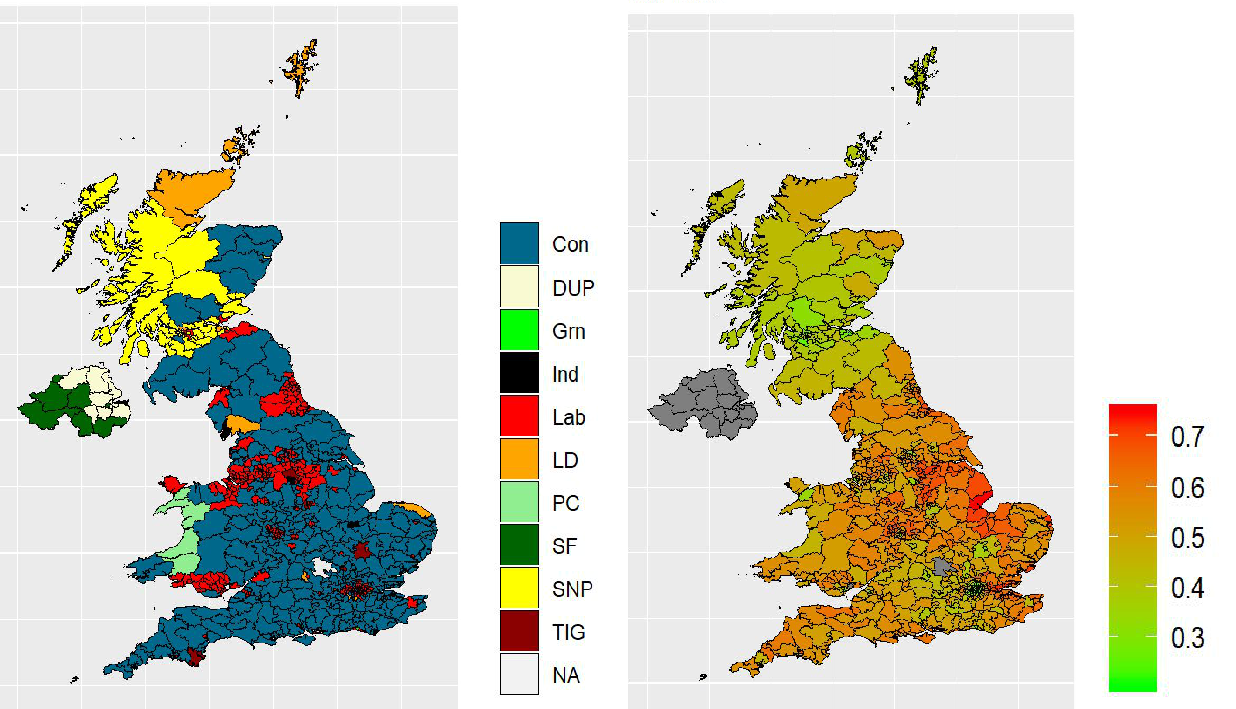 Con
DUP
Grn
Ind
Lab
LD
PC
SF
SNP
TIG
NA
0.7
0.6
0.5
0.4
0.3